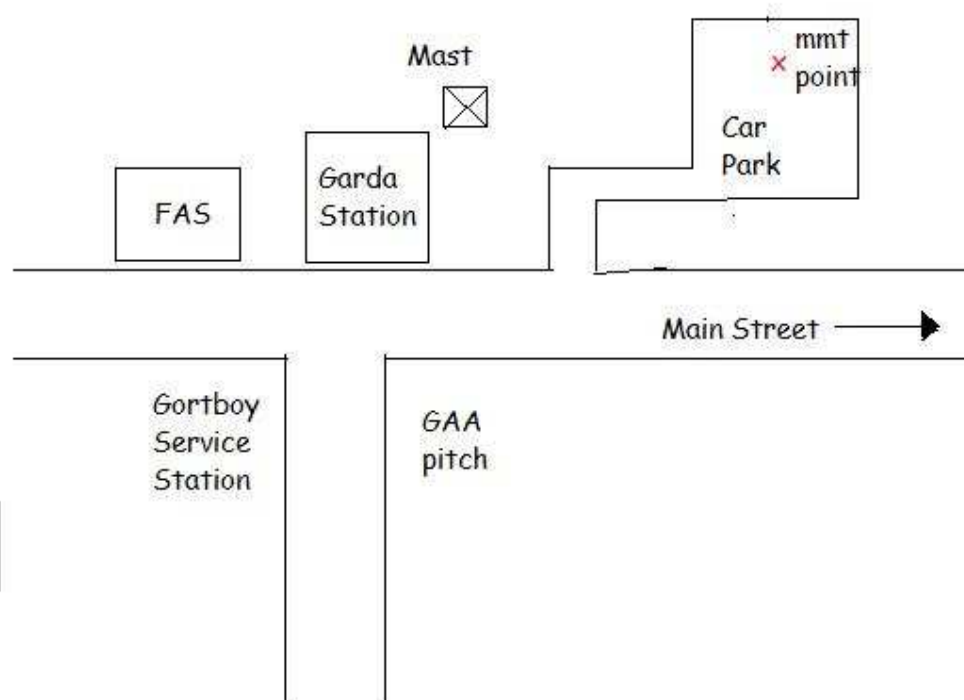 mmt
point
Mast
Car
Park
Garda
Station
FAS
Main Street
Gortboy
Service
Station
GAA
pitch